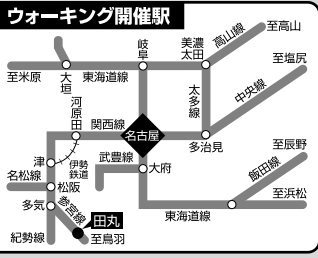 ウォーキング開催駅
至高山
高山線
美濃
太田
岐阜
至塩尻
至米原
大垣
東海道線
太多線
中央線
河原田
関西線
名古屋
多治見
至辰野
武豊線
大府
飯田線
津
伊勢
鉄道
名松線
松阪
至浜松
多気
参宮線
田丸
東海道線
紀勢線
至鳥羽